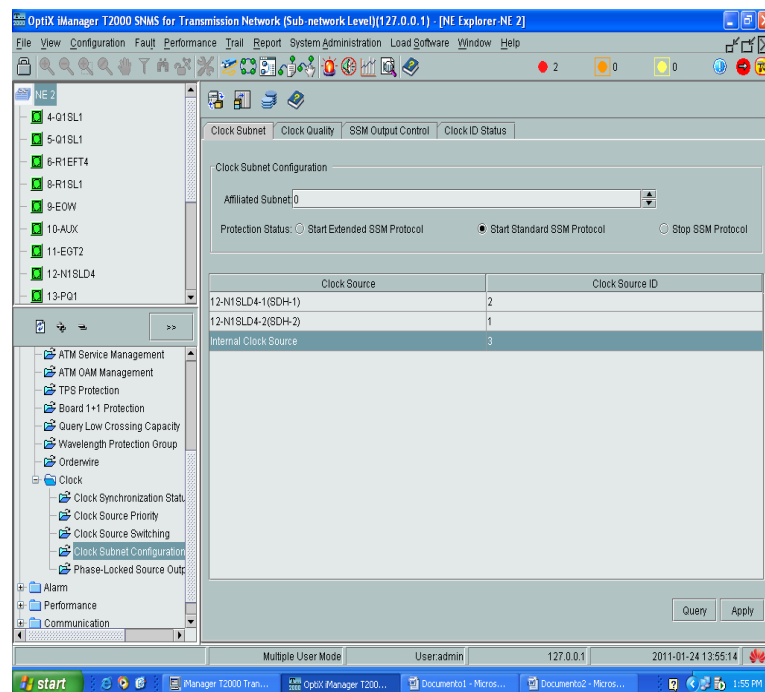 OptiX iManager T2000 SNMS for Transmission Network (Sub-network Level)(127.0.0.1) - [NE Explorer-NE 2]
File View Configuration Fault Performance Trail Report System Administration Load Software Window Help
2 0 0
NE 2
4-Q1SL1
5-Q1SL1
6-R1EFT4
8-R1SL1
9-EOW
10-AUX
11-EGT2
12-N1SLD4
13-PQ1
>>
ATM Service Management
ATM OAM Management
TPS Protection
Board 1+1 Protection
Query Low Crossing Capacity
Wavelength Protection Group
Orderwire
Clock
Clock Synchronization Statu
Clock Source Priority
Clock Source Switching
Clock Subnet Configuration
Phase-Locked Source Outp
Alarm
Performance
Communication
Clock Subnet Clock Quality SSM Output Control Clock ID Status
Clock Subnet Configuration
Affiliated Subnet: 0
Protection Status: Start Extended SSM Protocol Start Standard SSM Protocol Stop SSM Protocol
Clock Source Clock Source ID
12-N1SLD4-1(SDH-1) 2
12-N1SLD4-2(SDH-2) 1
Internal Clock Source 3
Query Apply
Multiple User Mode User:admin 127.0.0.1 2011-01-24 13:55:14
start iManager T2000 Tran... OptiX iManager T200... Documento1 - Micros... Documento2 - Micros... 1:55 PM